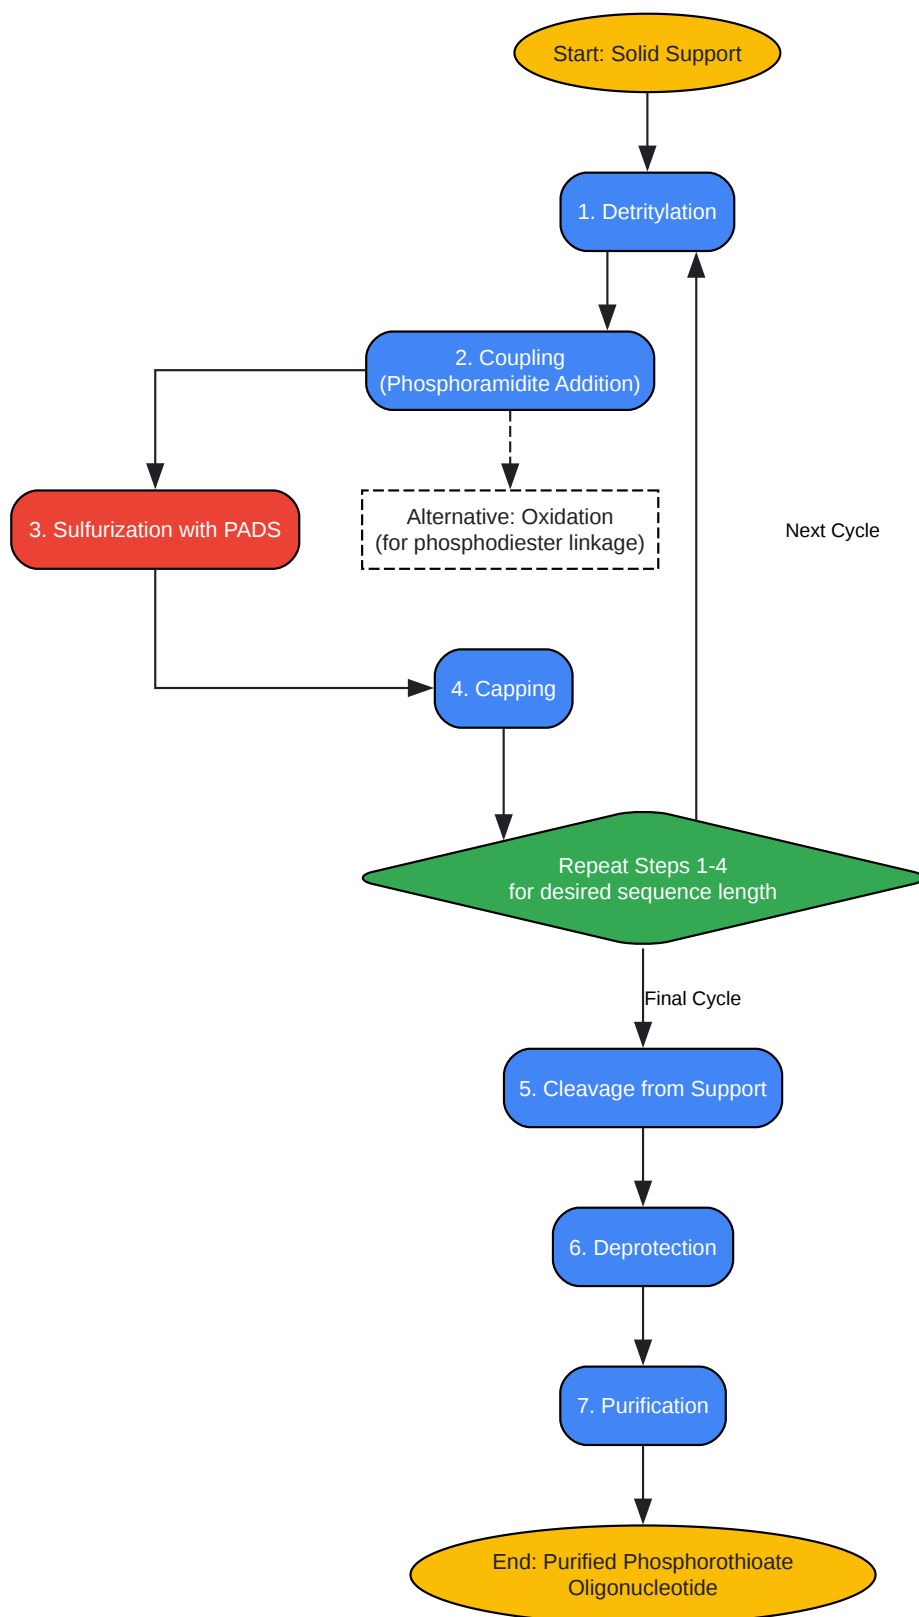 Start: Solid Support
1. Detritylation
2. Coupling
(Phosphoramidite Addition)
3. Sulfurization with PADS
Alternative: Oxidation
(for phosphodiester linkage)
Next Cycle
4. Capping
Repeat Steps 1-4
for desired sequence length
Final Cycle
5. Cleavage from Support
6. Deprotection
7. Purification
End: Purified Phosphorothioate
Oligonucleotide